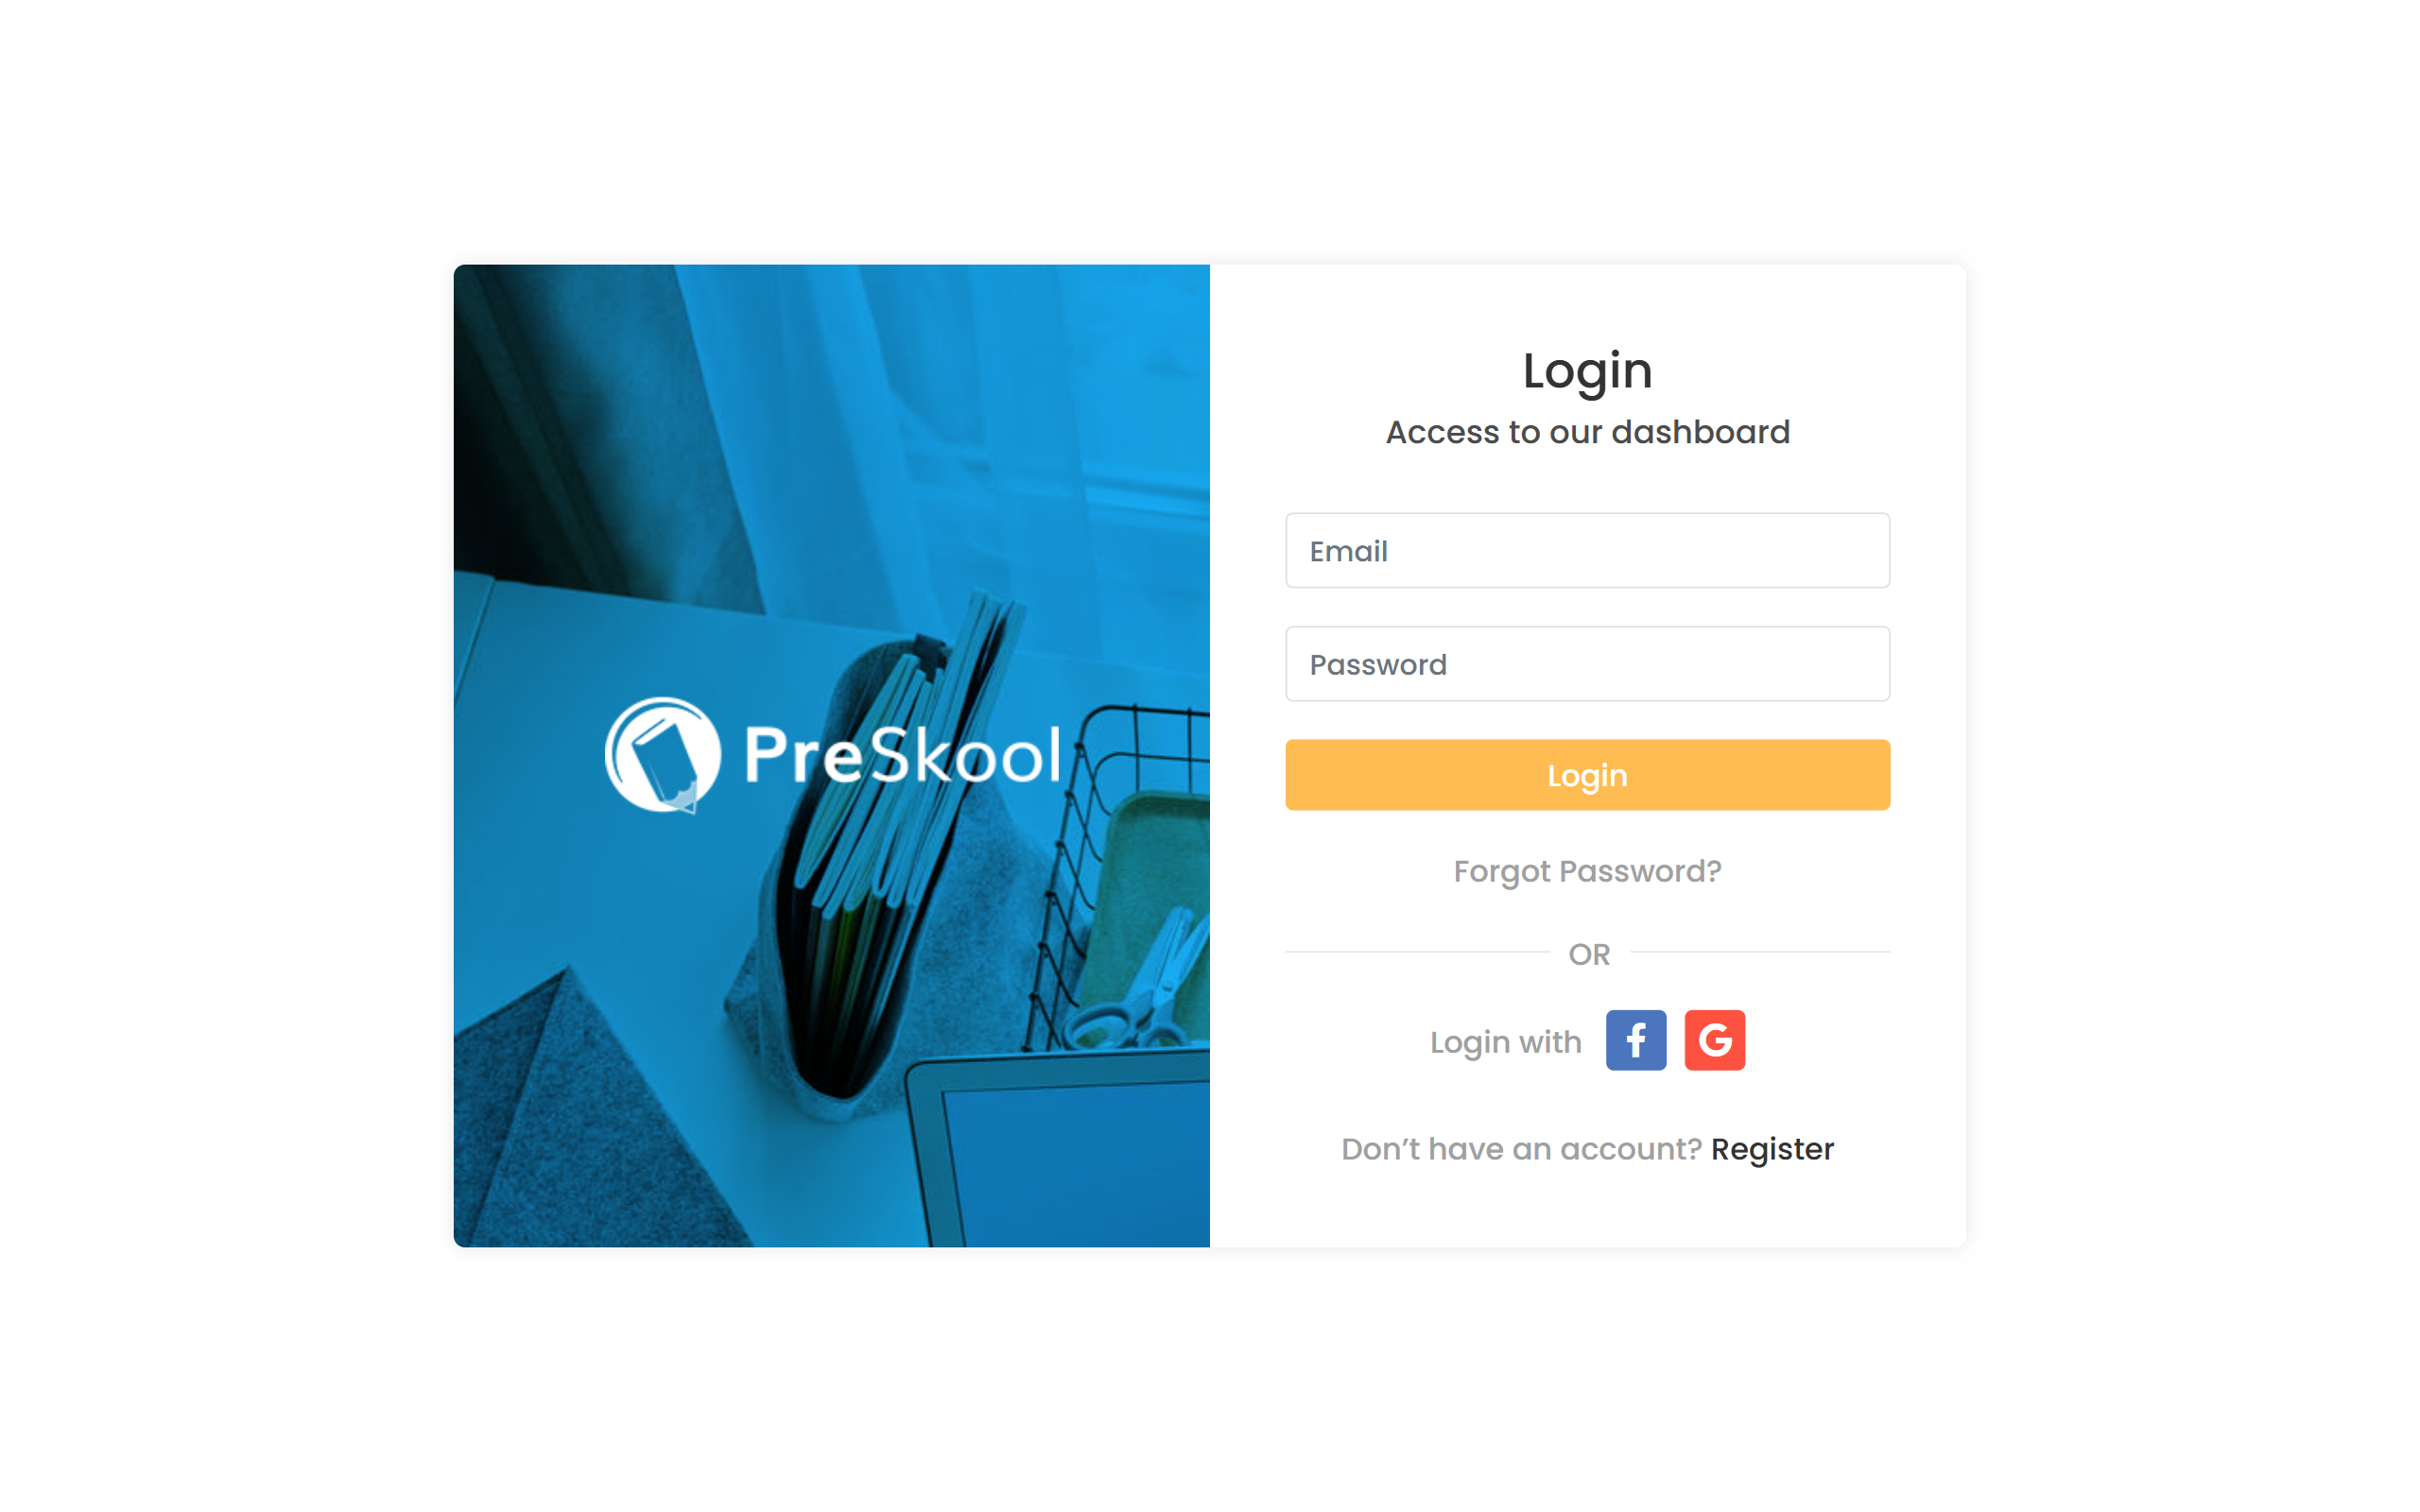 PreSkool
Login
Access to our dashboard
Email
Password
Login
Forgot Password?
OR
Login with
Don’t have an account? Register